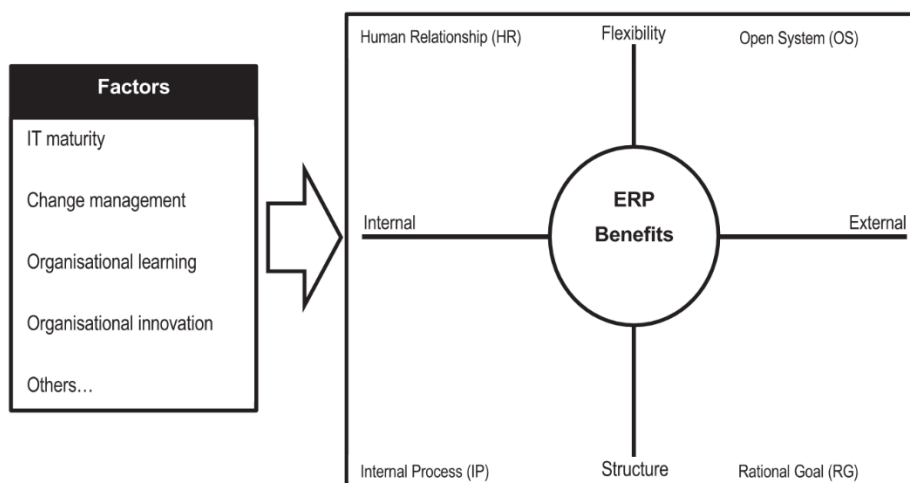 Factors
IT maturity
Change management
Organisational learning
Organisational innovation
Others…
Human Relationship (HR)
Flexibility
Open System (OS)
Internal
ERP
Benefits
External
Internal Process (IP)
Structure
Rational Goal (RG)